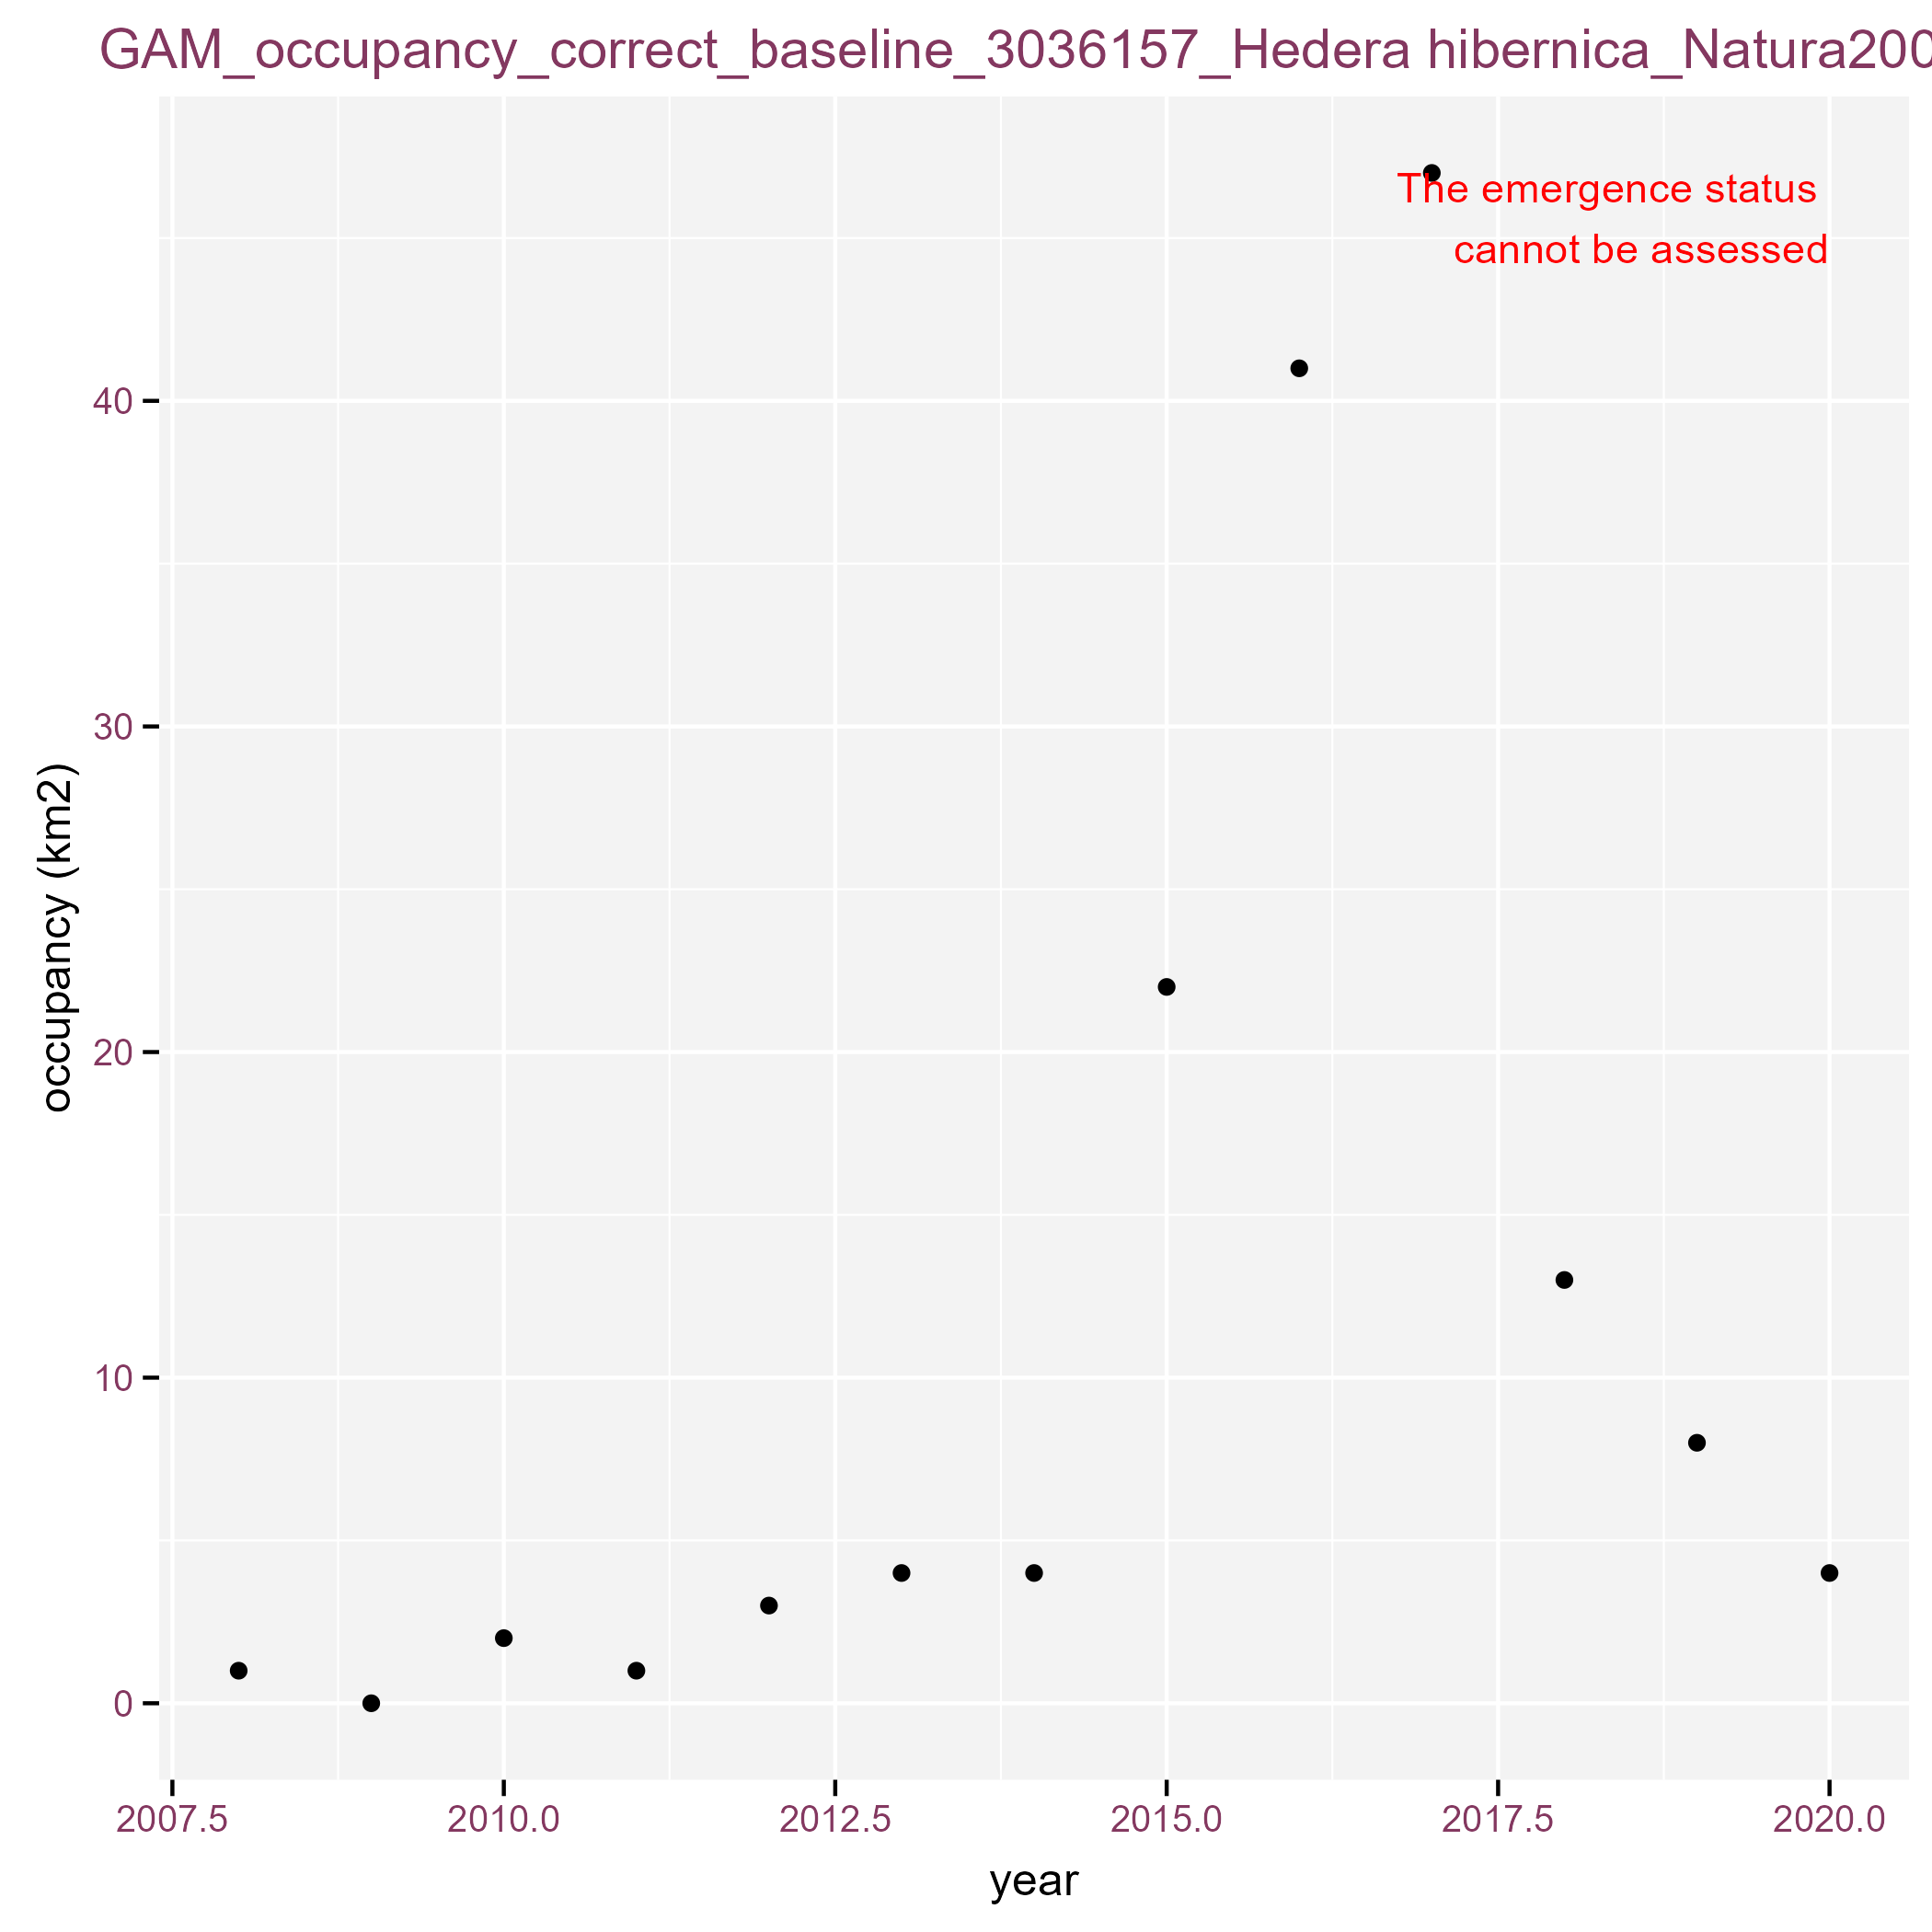 GAM_occupancy_correct_baseline_3036157_Hedera hibernica_Natura200
The emergence status
cannot be assessed
occupancy (km2)
40
30
20
10
0
2007.5 2010.0 2012.5 2015.0 2017.5 2020.0
year